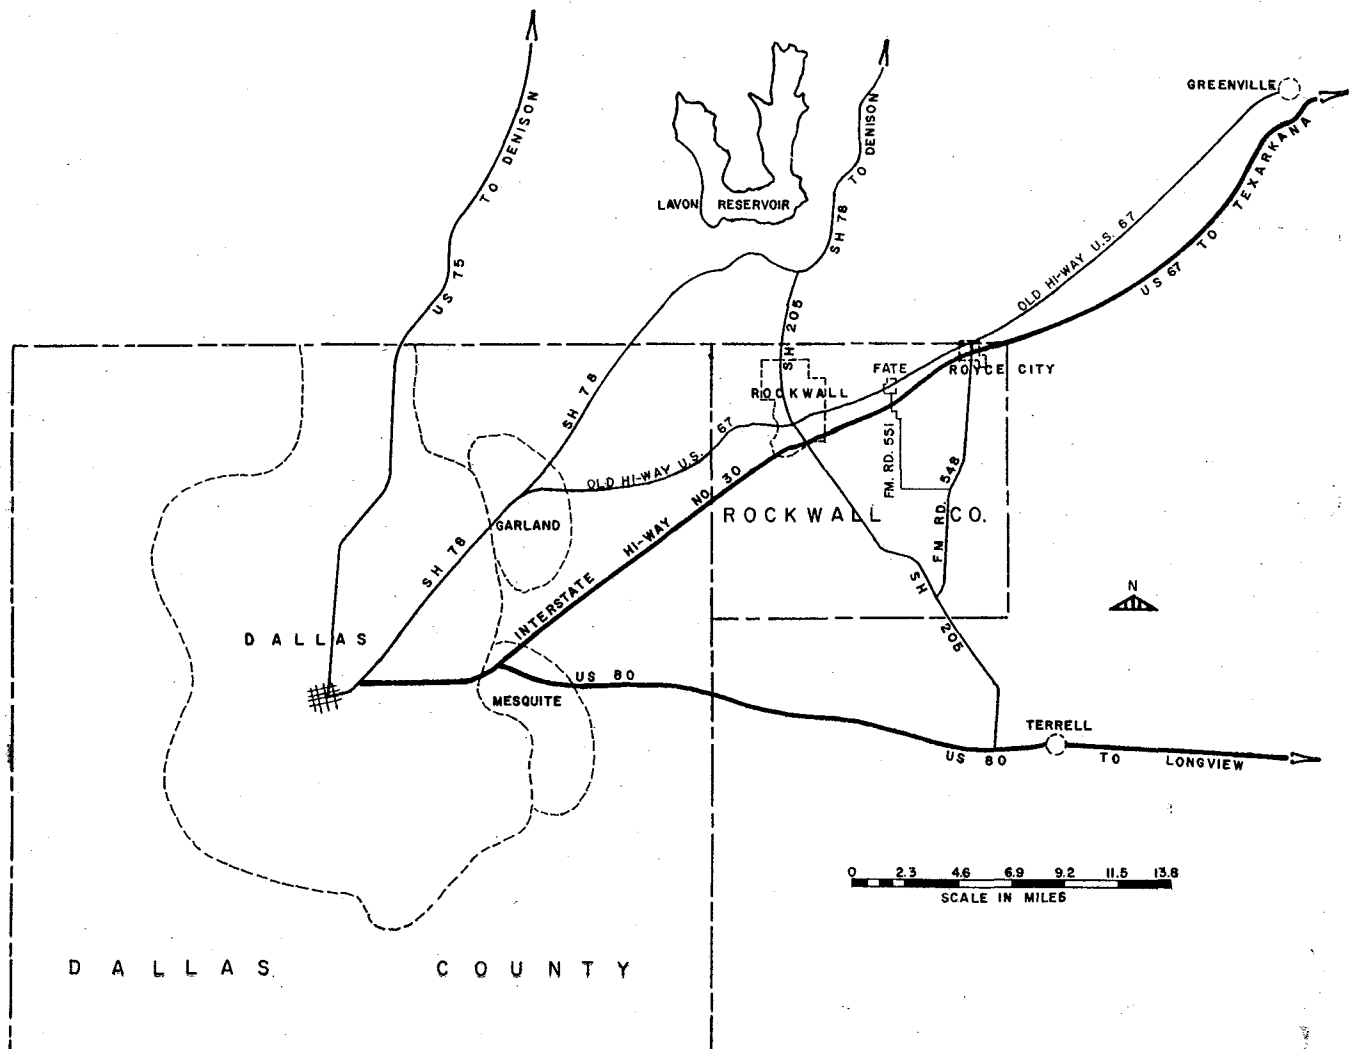 GREENVILLE
TO DENISON
US 75
LAVON RESERVOIR
SH 78 TO DENISON
OLD HI-WAY U.S. 67
US 67 TO TEXARKANA
SH 205
SH 78
ROCKWALL
FATE
ROYCE CITY
OLD HI-WAY U.S. 67
FM. RD. 551
FM RD. 548
INTERSTATE HI-WAY NO. 30
ROCKWALL CO.
GARLAND
SH 78
SH 205
N
DALLAS
US 80
MESQUITE
TERRELL
US 80 TO LONGVIEW
0 2.3 4.6 6.9 9.2 11.5 13.8
SCALE IN MILES
DALLAS COUNTY